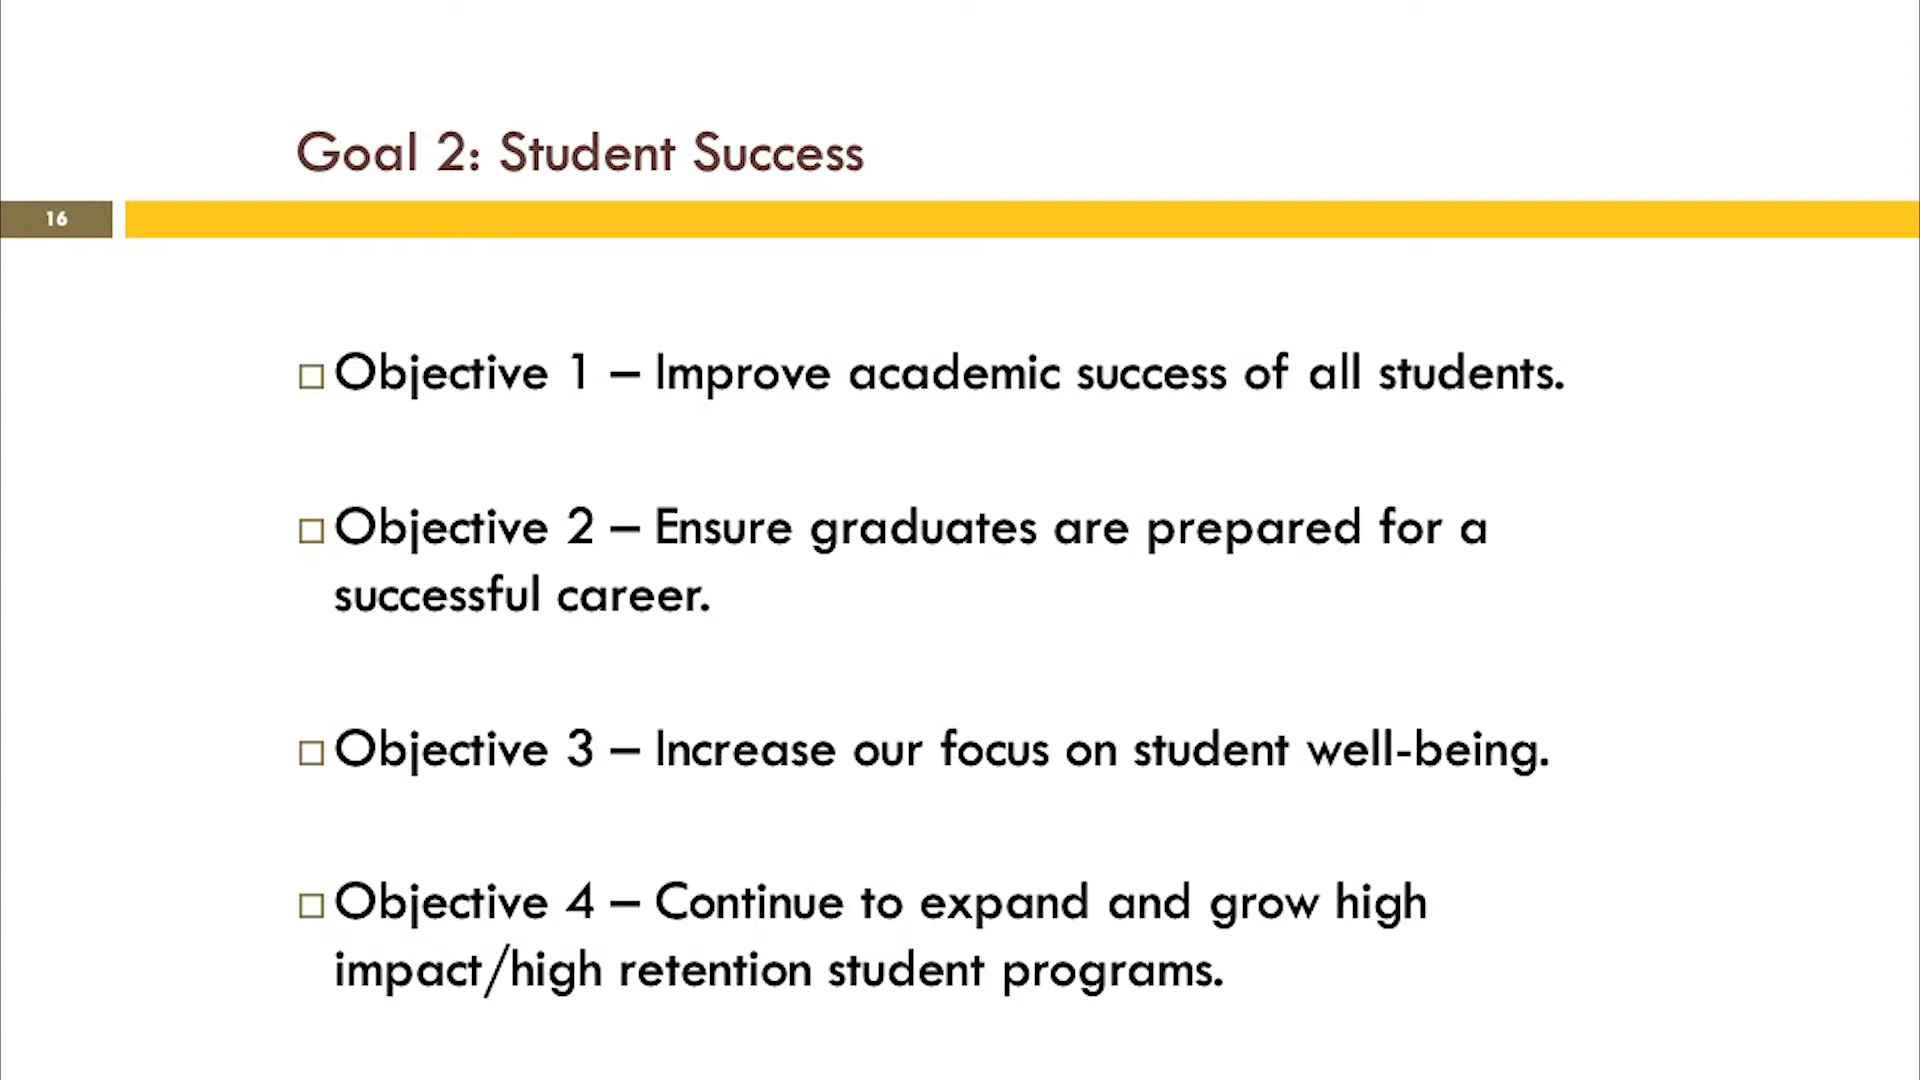 Goal 2: Student Success
16
Objective 1 – Improve academic success of all students.
Objective 2 – Ensure graduates are prepared for a
successful career.
Objective 3 – Increase our focus on student well-being.
Objective 4 – Continue to expand and grow high
impact/high retention student programs.